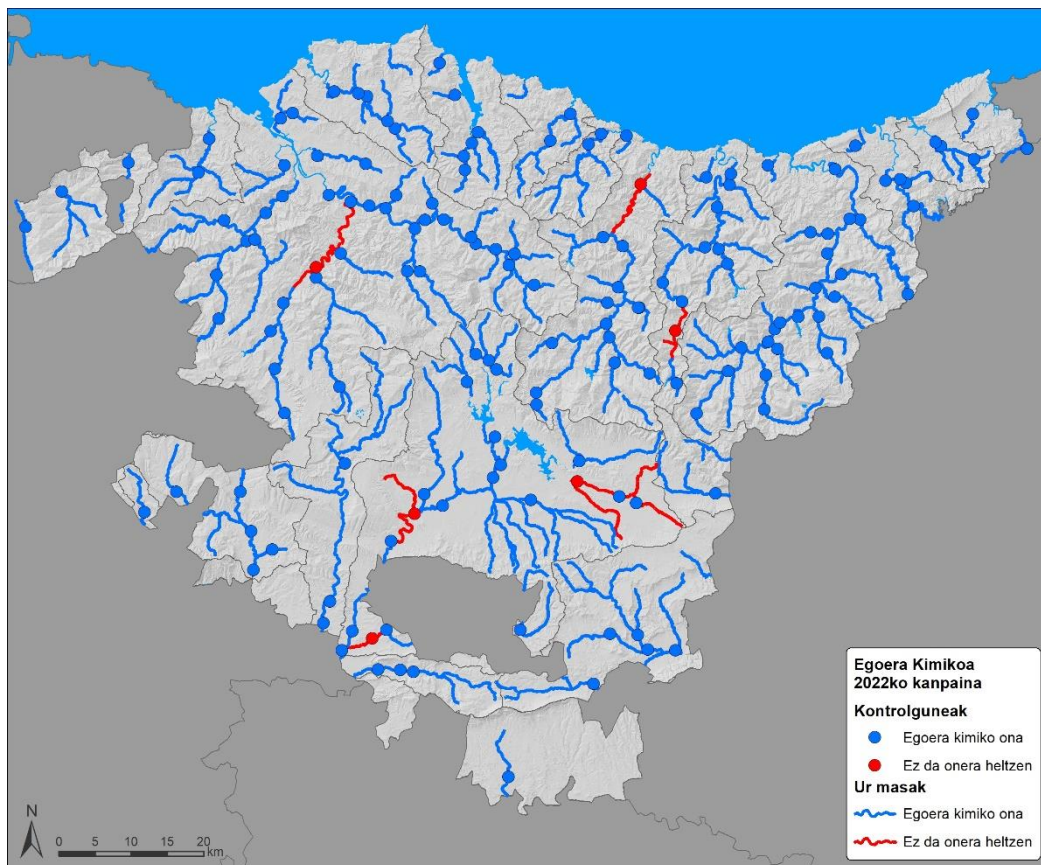 Egoera Kimikoa
2022ko kanpaina
Kontrolguneak
Egoera kimiko ona
Ez da onera heltzen
Ur masak
Egoera kimiko ona
Ez da onera heltzen
N
0 5 10 15 20
km